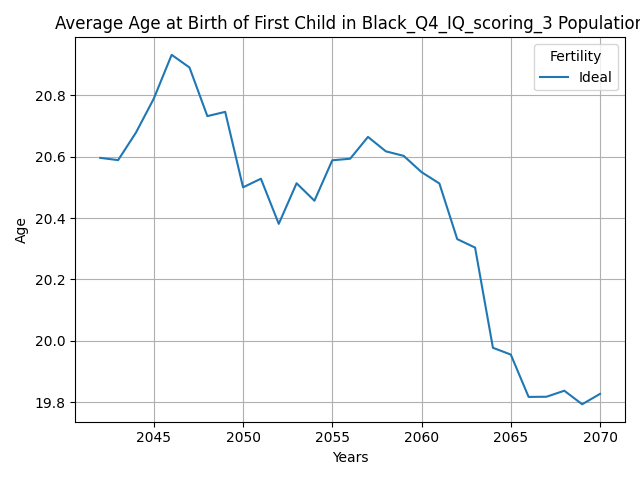 Average Age at Birth of First Child in Black_Q4_IQ_scoring_3 Population
Fertility
Ideal
20.8
20.6
20.4
20.2
20.0
19.8
Age
2045 2050 2055 2060 2065 2070
Years